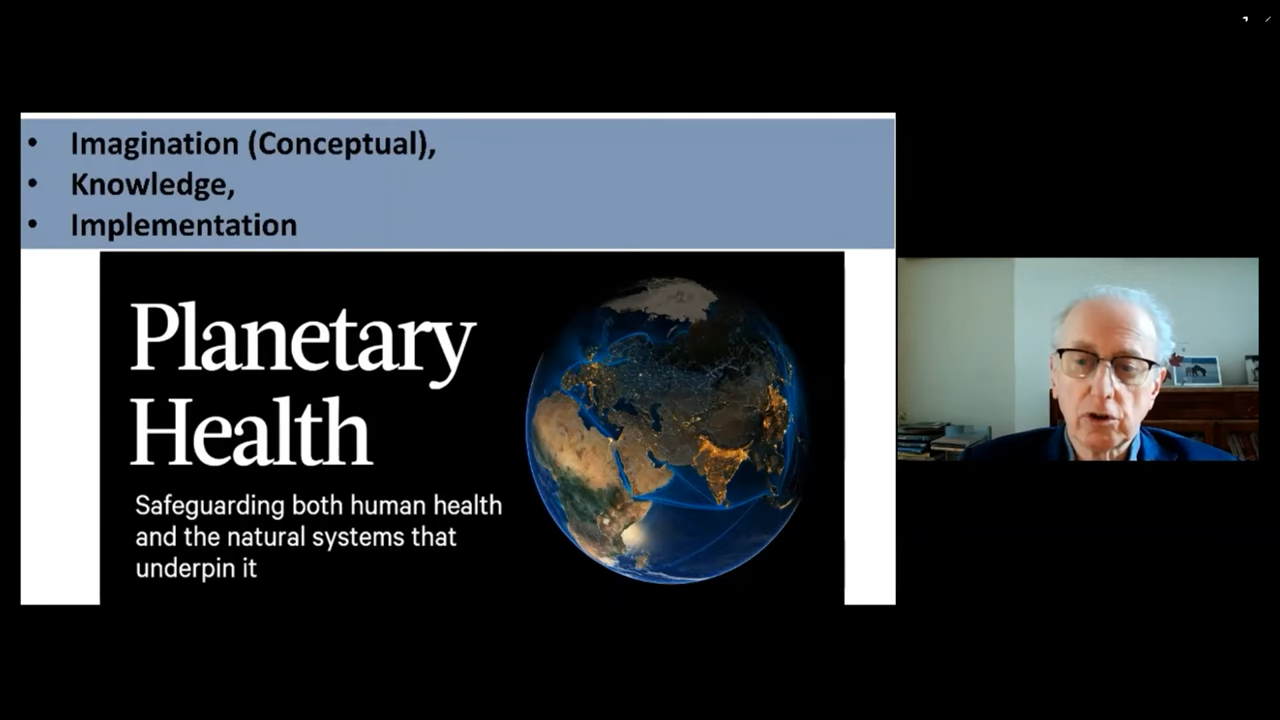 • Imagination (Conceptual),
• Knowledge,
• Implementation
Planetary
Health
Safeguarding both human health
and the natural systems that
underpin it